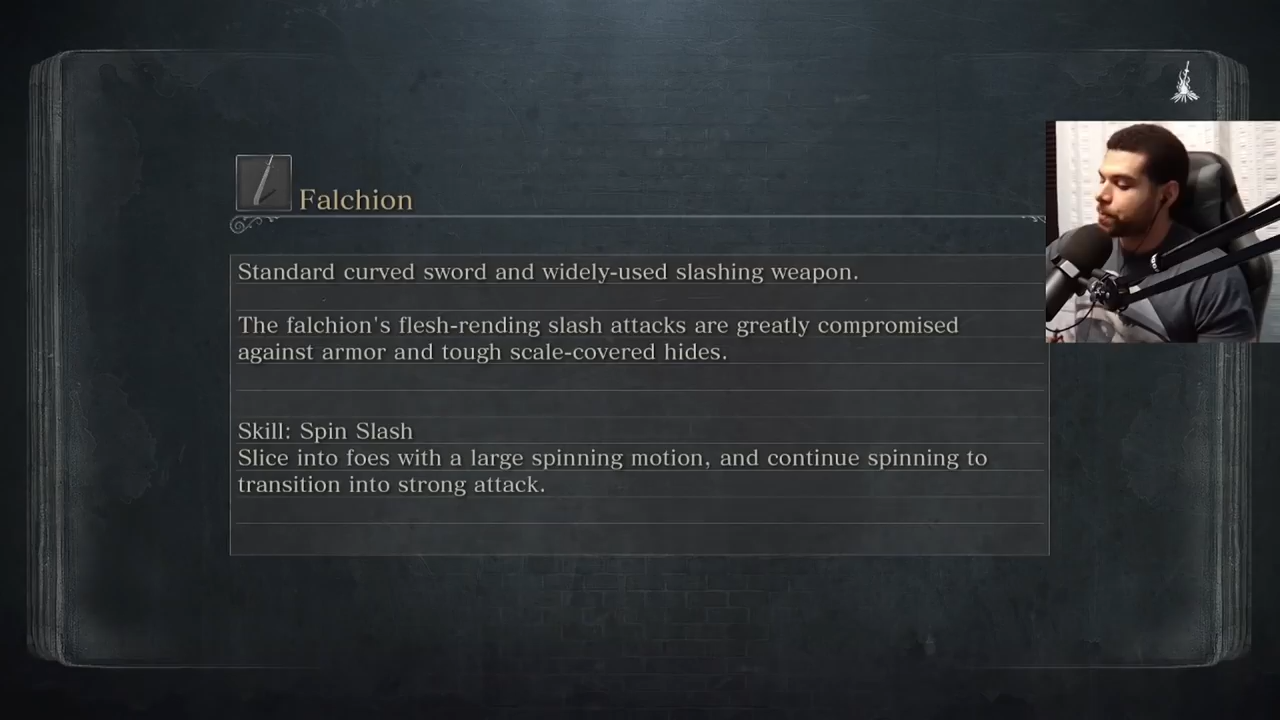 Falchion
Standard curved sword and widely-used slashing weapon.
The falchion's flesh-rending slash attacks are greatly compromised
against armor and tough scale-covered hides.
Skill: Spin Slash
Slice into foes with a large spinning motion, and continue spinning to
transition into strong attack.